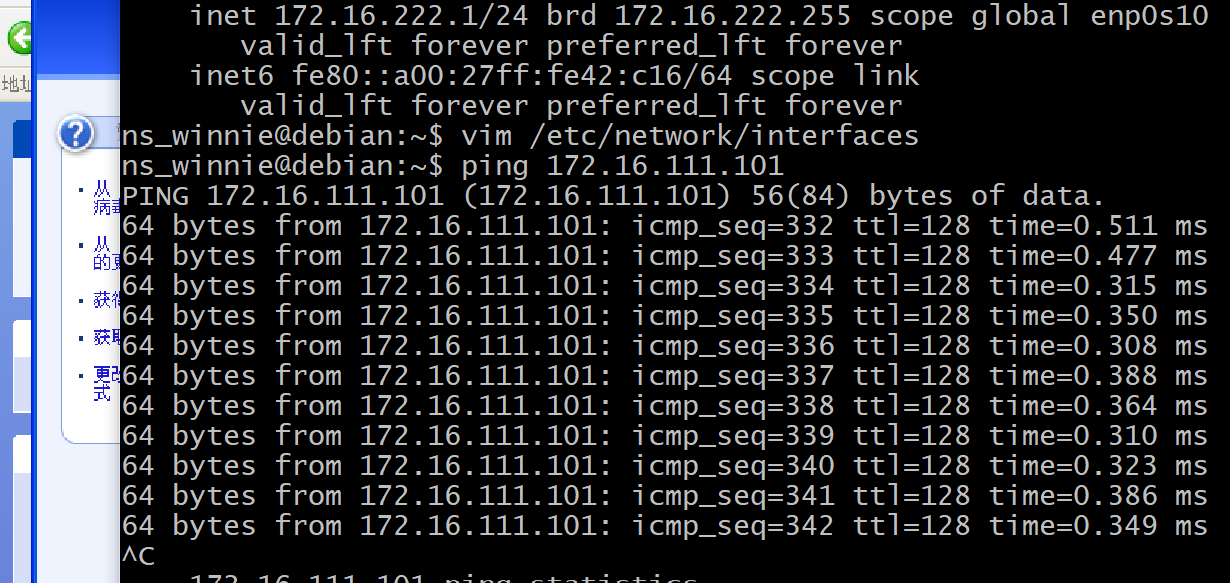 inet 172.16.222.1/24 brd 172.16.222.255 scope global enp0s10
valid_lft forever preferred_lft forever
inet6 fe80::a00:27ff:fe42:c16/64 scope link
valid_lft forever preferred_lft forever
ns_winnie@debian:~$ vim /etc/network/interfaces
ns_winnie@debian:~$ ping 172.16.111.101
PING 172.16.111.101 (172.16.111.101) 56(84) bytes of data.
64 bytes from 172.16.111.101: icmp_seq=332 ttl=128 time=0.511 ms
64 bytes from 172.16.111.101: icmp_seq=333 ttl=128 time=0.477 ms
64 bytes from 172.16.111.101: icmp_seq=334 ttl=128 time=0.315 ms
64 bytes from 172.16.111.101: icmp_seq=335 ttl=128 time=0.350 ms
64 bytes from 172.16.111.101: icmp_seq=336 ttl=128 time=0.308 ms
64 bytes from 172.16.111.101: icmp_seq=337 ttl=128 time=0.388 ms
64 bytes from 172.16.111.101: icmp_seq=338 ttl=128 time=0.364 ms
64 bytes from 172.16.111.101: icmp_seq=339 ttl=128 time=0.310 ms
64 bytes from 172.16.111.101: icmp_seq=340 ttl=128 time=0.323 ms
64 bytes from 172.16.111.101: icmp_seq=341 ttl=128 time=0.386 ms
64 bytes from 172.16.111.101: icmp_seq=342 ttl=128 time=0.349 ms
^C
172.16.111.101 ping statistics
地址
从
病毒
从
的更
获
获取
更改
式